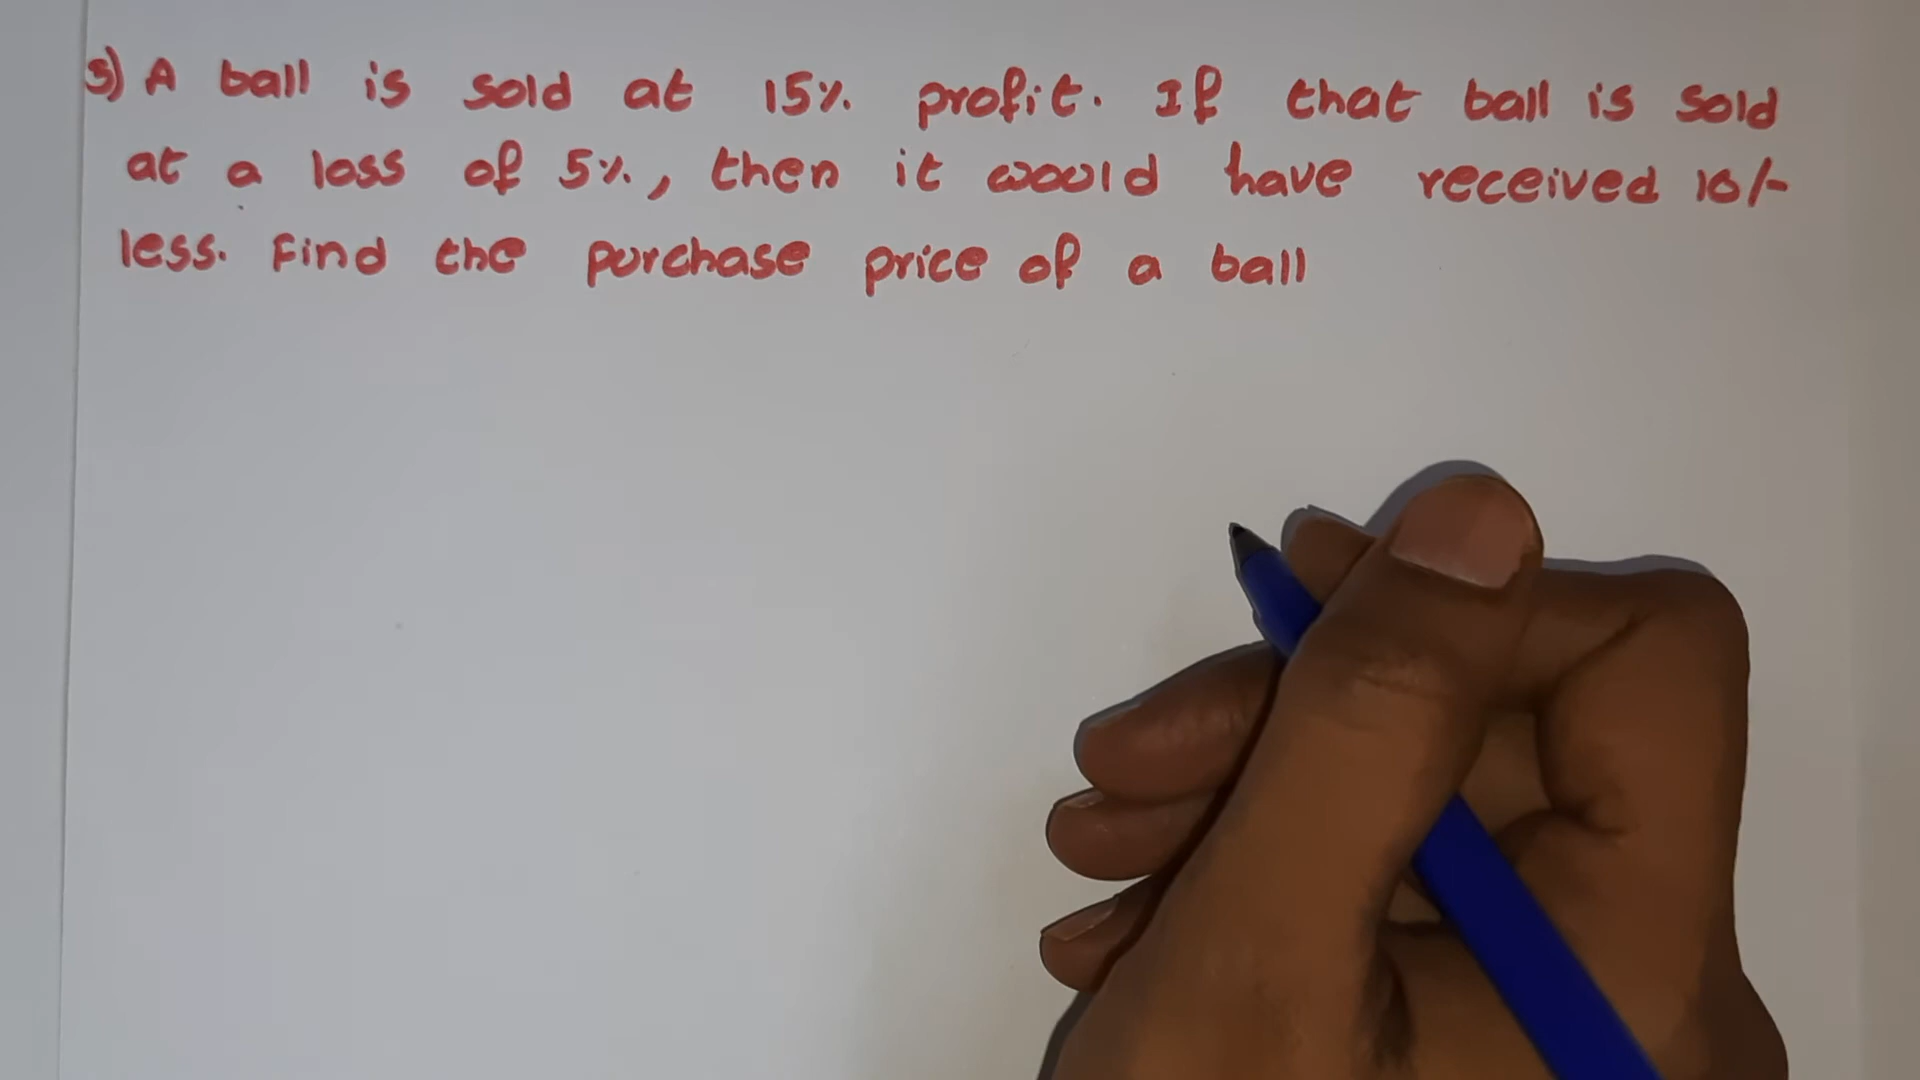 3) A ball is sold at 15%. profit. If that ball is sold
at a loss of 5%., then it would have received 10/-
less. Find the purchase price of a ball